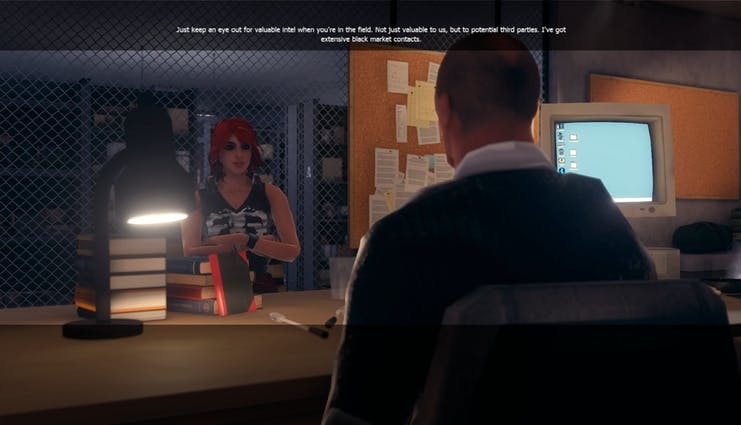 Just keep an eye out for valuable intel when you're in the field. Not just valuable to us, but to potential third parties. I've got
extensive black market contacts.